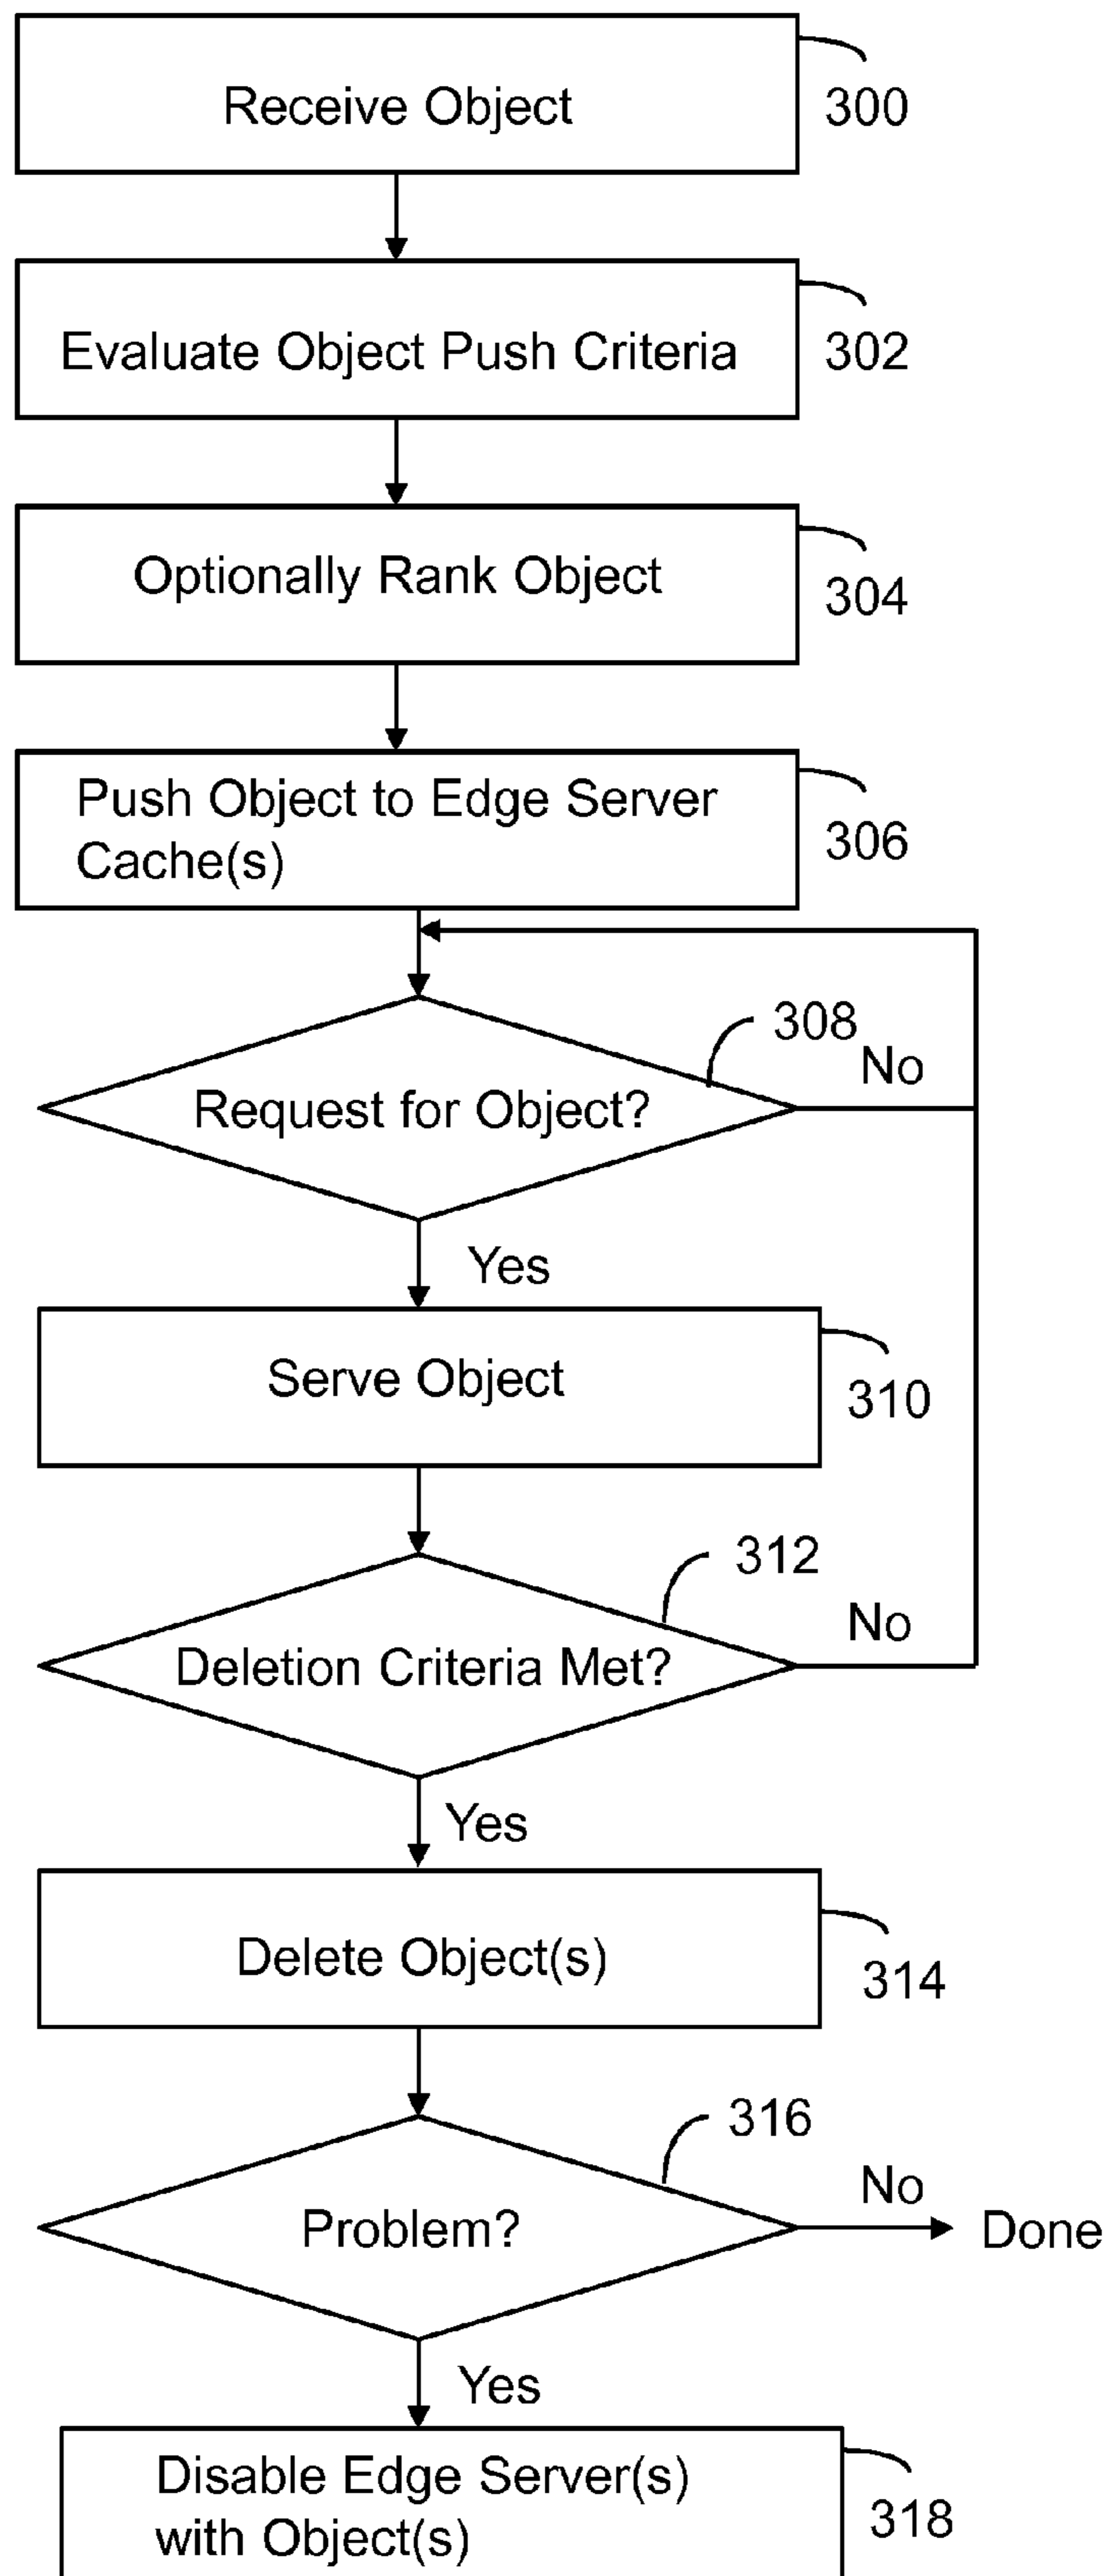 Receive Object
300
Evaluate Object Push Criteria
302
Optionally Rank Object
304
Push Object to Edge Server
Cache(s)
306
308
No
Request for Object?
Yes
Serve Object
310
312
No
Deletion Criteria Met?
Yes
Delete Object(s)
314
316
No
Problem?
Done
Yes
Disable Edge Server(s)
with Object(s)
318